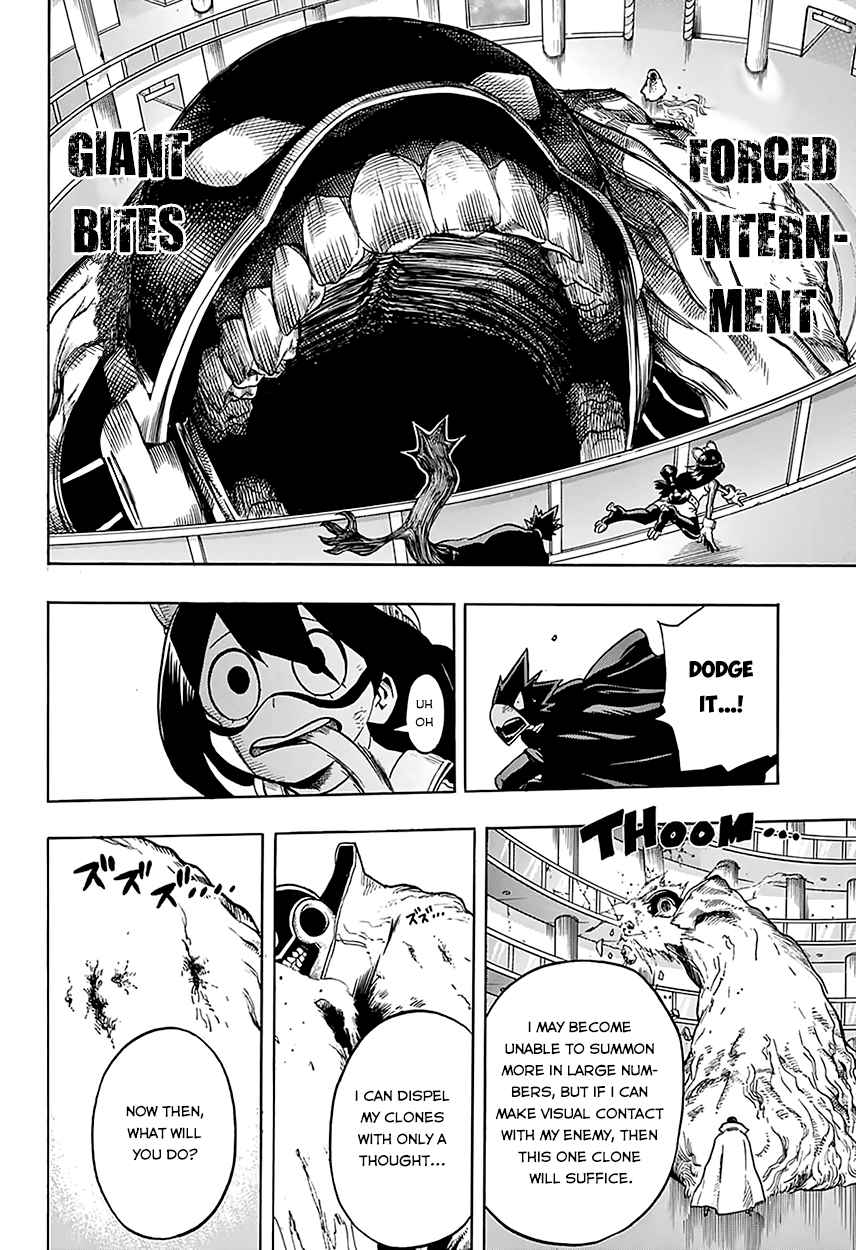 FORCED
INTERN-
MENT
GIANT
BITES
DODGE
IT...!
UH
OH
THOOM...
I MAY BECOME
UNABLE TO SUMMON
MORE IN LARGE NUM-
BERS, BUT IF I CAN
MAKE VISUAL CONTACT
WITH MY ENEMY, THEN
THIS ONE CLONE
WILL SUFFICE.
ズズ...
I CAN DISPEL
MY CLONES
WITH ONLY A
THOUGHT...
ズズズ.....
NOW THEN,
WHAT WILL
YOU DO?